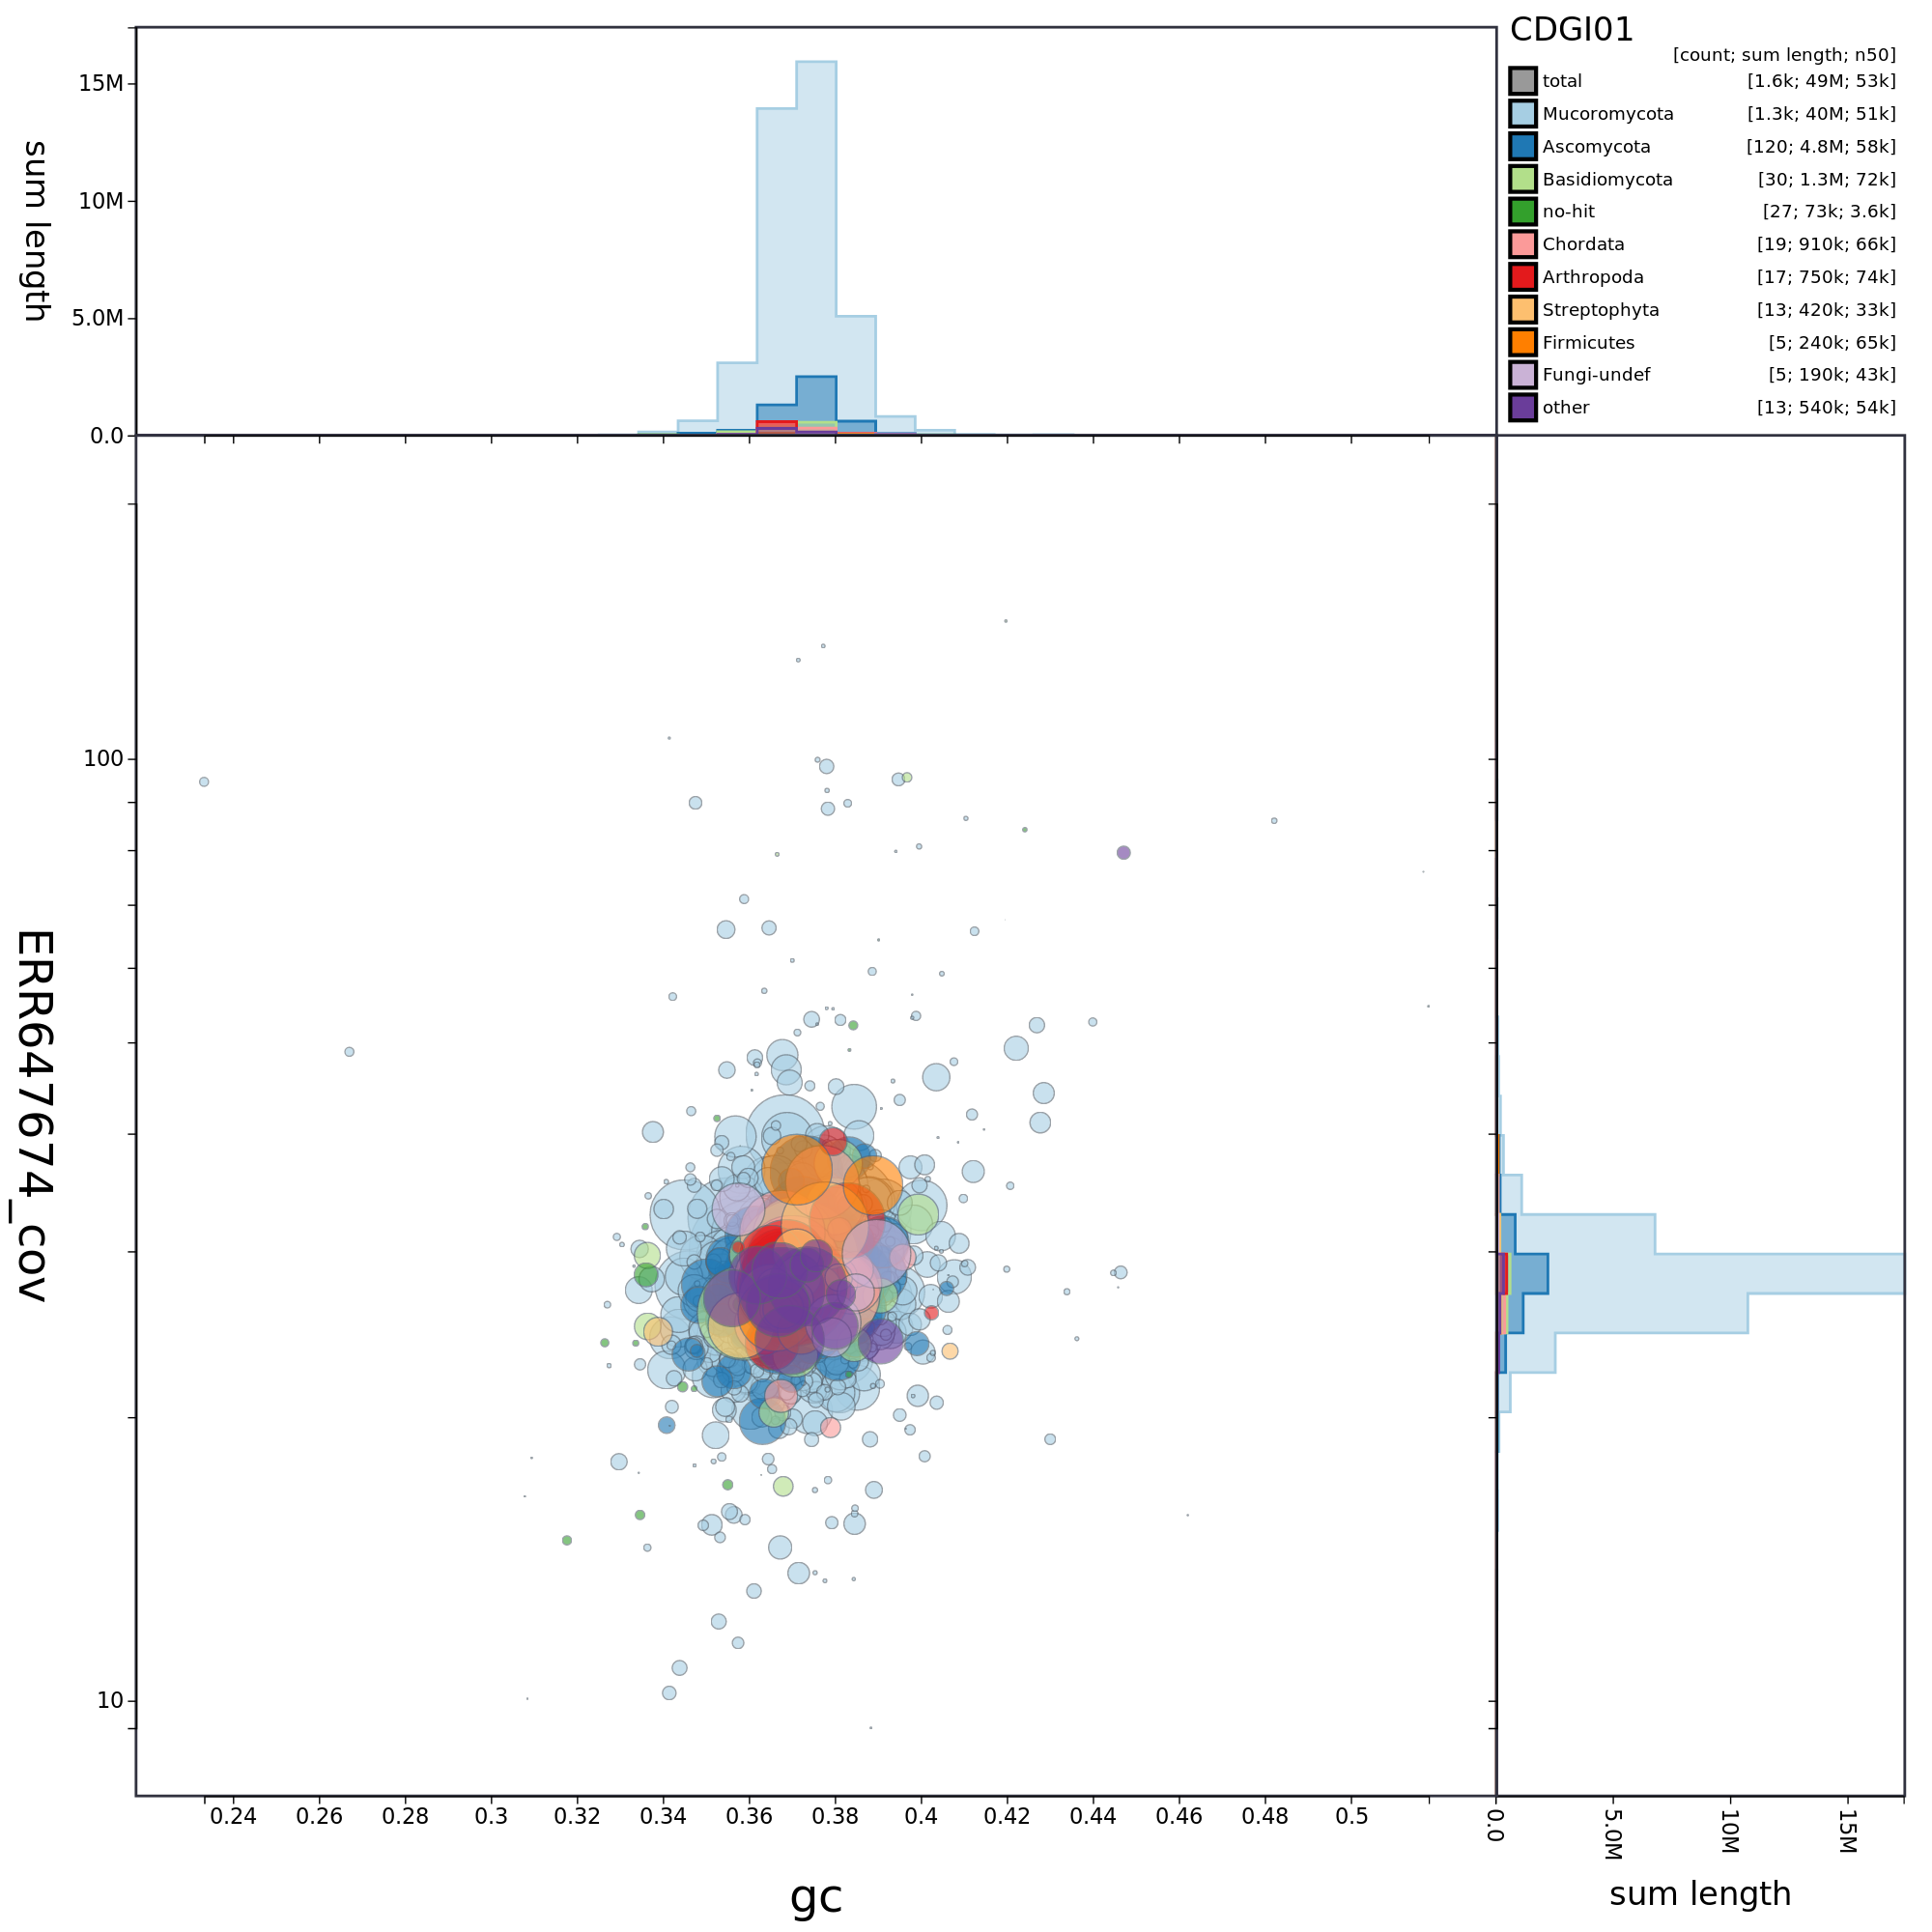 CDGI01
[count; sum length; n50]
total [1.6k; 49M; 53k]
Mucoromycota [1.3k; 40M; 51k]
Ascomycota [120; 4.8M; 58k]
Basidiomycota [30; 1.3M; 72k]
no-hit [27; 73k; 3.6k]
Chordata [19; 910k; 66k]
Arthropoda [17; 750k; 74k]
Streptophyta [13; 420k; 33k]
Firmicutes [5; 240k; 65k]
Fungi-undef [5; 190k; 43k]
other [13; 540k; 54k]
sum length
15M
10M
5.0M
0.0
ERR647674_cov
100
10
0.24 0.26 0.28 0.3 0.32 0.34 0.36 0.38 0.4 0.42 0.44 0.46 0.48 0.5
gc
0.0 5.0M 10M 15M
sum length